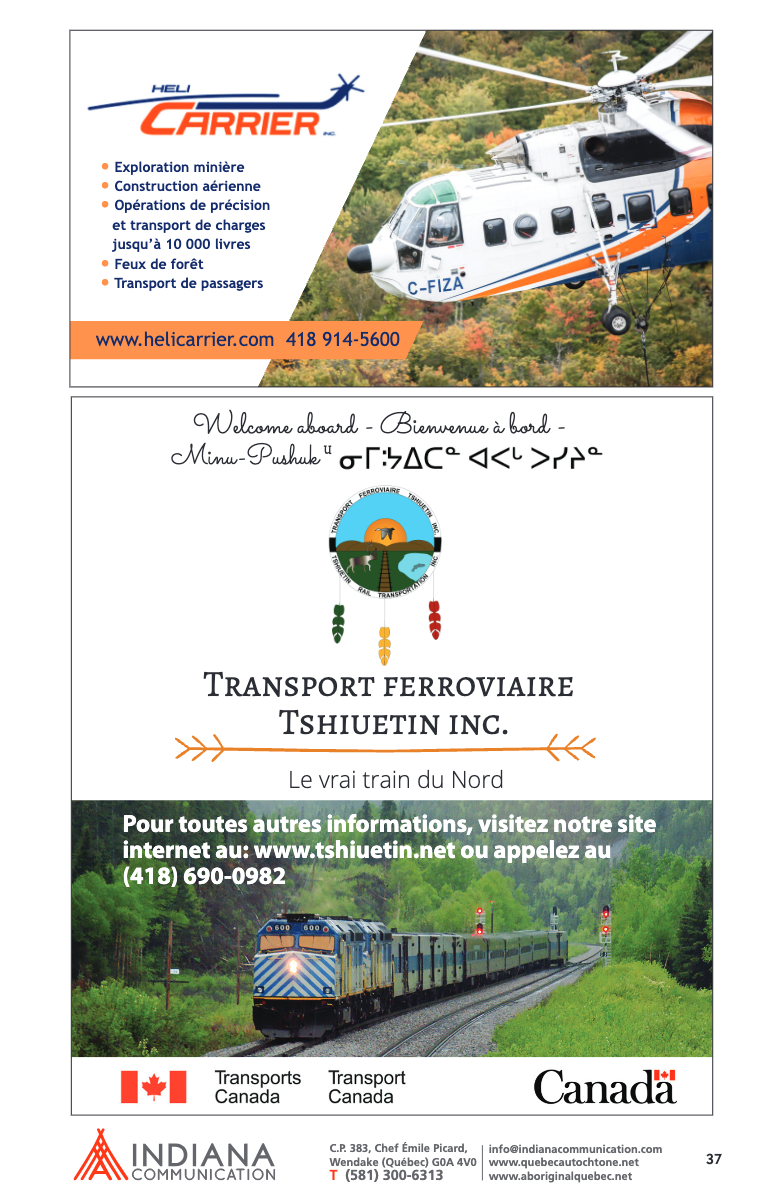 HELI
CARRIER
INC.
• Exploration minière
• Construction aérienne
• Opérations de précision
et transport de charges
jusqu'à 10 000 livres
• Feux de forêt
• Transport de passagers
C-FIZA
www.helicarrier.com 418 914-5600
Welcome aboard - Bienvenue à bord -
Minu-Pushuk ᵘ ᓂᒥᔌᐃᑕᓐ ᐊᐸᒡ ᐳᓯᔨᓐ
TRANSPORT FERROVIAIRE TSHIUETIN INC
TSHIUETIN RAIL TRANSPORTATION INC
TRANSPORT FERROVIAIRE
TSHIUETIN INC.
Le vrai train du Nord
Pour toutes autres informations, visitez notre site
internet au: www.tshiuetin.net ou appelez au
(418) 690-0982
600 600
Transports Transport
Canada Canada
Canada
INDIANA
COMMUNICATION
C.P. 383, Chef Émile Picard,
Wendake (Québec) G0A 4V0
T (581) 300-6313
info@indianacommunication.com
www.quebecautochtone.net
www.aboriginalquebec.net
37